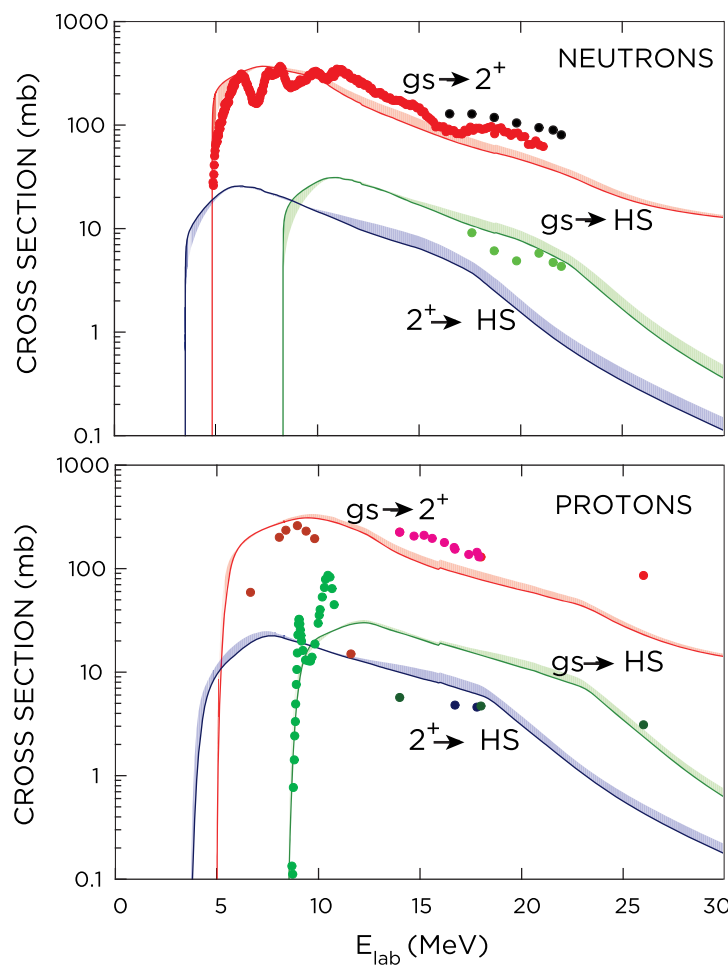 1000
100
10
1
0.1
CROSS SECTION (mb)
NEUTRONS
gs→2⁺
gs→HS
2⁺→ HS
1000
100
10
1
0.1
CROSS SECTION (mb)
PROTONS
gs→2⁺
gs→HS
2⁺→ HS
0 5 10 15 20 25 30
E_lab (MeV)